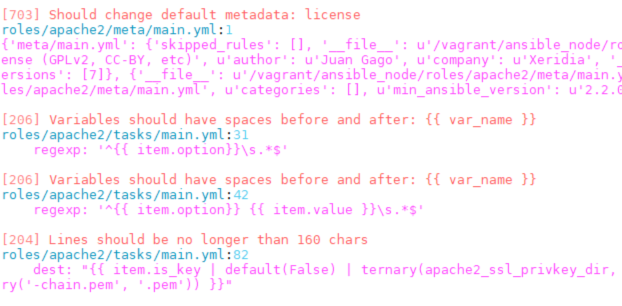 [703] Should change default metadata: license
roles/apache2/meta/main.yml:1
{'meta/main.yml': {'skipped_rules': [], '__file__': u'/vagrant/ansible_node/ro
ense (GPLv2, CC-BY, etc)', u'author': u'Juan Gago', u'company': u'Xeridia', '_
ersions': [7]}, {'__file__': u'/vagrant/ansible_node/roles/apache2/meta/main.y
les/apache2/meta/main.yml', u'categories': [], u'min_ansible_version': u'2.2.0
[206] Variables should have spaces before and after: {{ var_name }}
roles/apache2/tasks/main.yml:31
regexp: '^{{ item.option}}\s.*$'
[206] Variables should have spaces before and after: {{ var_name }}
roles/apache2/tasks/main.yml:42
regexp: '^{{ item.option}} {{ item.value }}\s.*$'
[204] Lines should be no longer than 160 chars
roles/apache2/tasks/main.yml:82
dest: "{{ item.is_key | default(False) | ternary(apache2_ssl_privkey_dir,
ry('-chain.pem', '.pem')) }}"